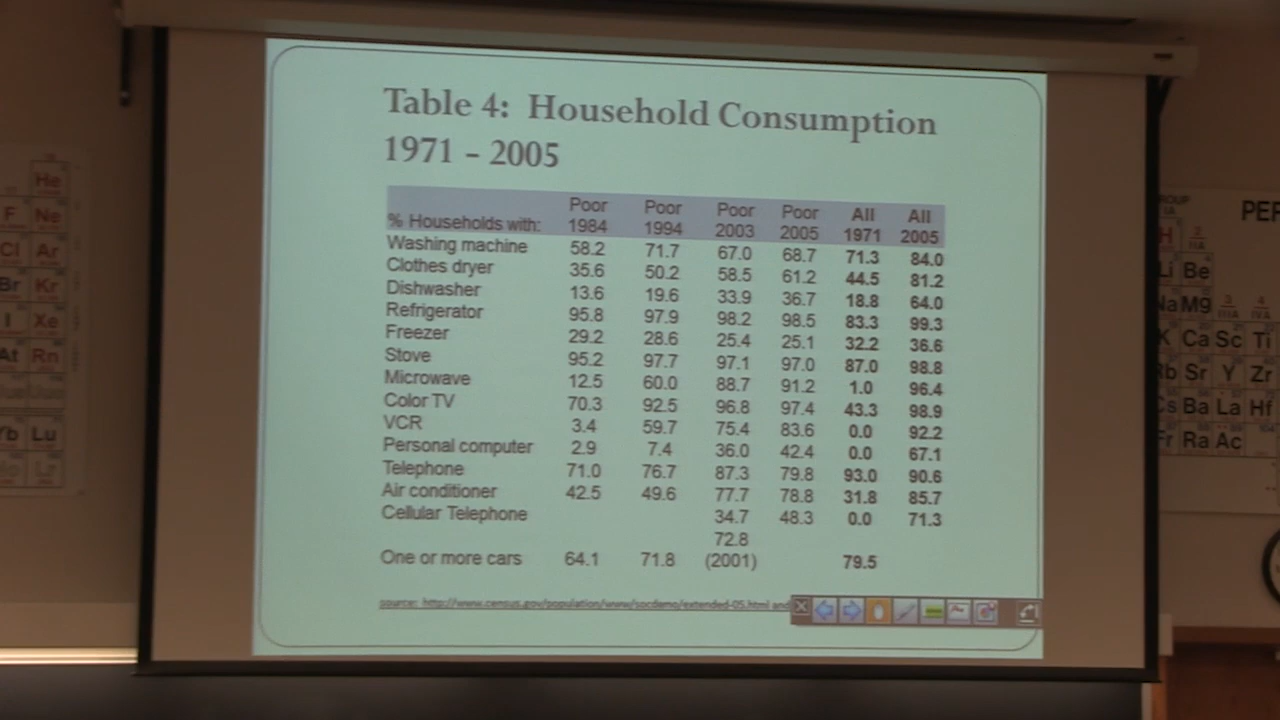 Table 4: Household Consumption
1971 – 2005
% Households with: Poor 1984 Poor 1994 Poor 2003 Poor 2005 All 1971 All 2005
Washing machine 58.2 71.7 67.0 68.7 71.3 84.0
Clothes dryer 35.6 50.2 58.5 61.2 44.5 81.2
Dishwasher 13.6 19.6 33.9 36.7 18.8 64.0
Refrigerator 95.8 97.9 98.2 98.5 83.3 99.3
Freezer 29.2 28.6 25.4 25.1 32.2 36.6
Stove 95.2 97.7 97.1 97.0 87.0 98.8
Microwave 12.5 60.0 88.7 91.2 1.0 96.4
Color TV 70.3 92.5 96.8 97.4 43.3 98.9
VCR 3.4 59.7 75.4 83.6 0.0 92.2
Personal computer 2.9 7.4 36.0 42.4 0.0 67.1
Telephone 71.0 76.7 87.3 79.8 93.0 90.6
Air conditioner 42.5 49.6 77.7 78.8 31.8 85.7
Cellular Telephone 34.7 48.3 0.0 71.3
72.8
One or more cars 64.1 71.8 (2001) 79.5
source: http://www.census.gov/population/www/socdemo/extended-05.html and
He
F Ne
Cl Ar
Br Kr
I Xe
At Rn
Yb Lu
PER
H
Li Be
Na Mg
K Ca Sc Ti
Rb Sr Y Zr
Cs Ba La Hf
Fr Ra Ac